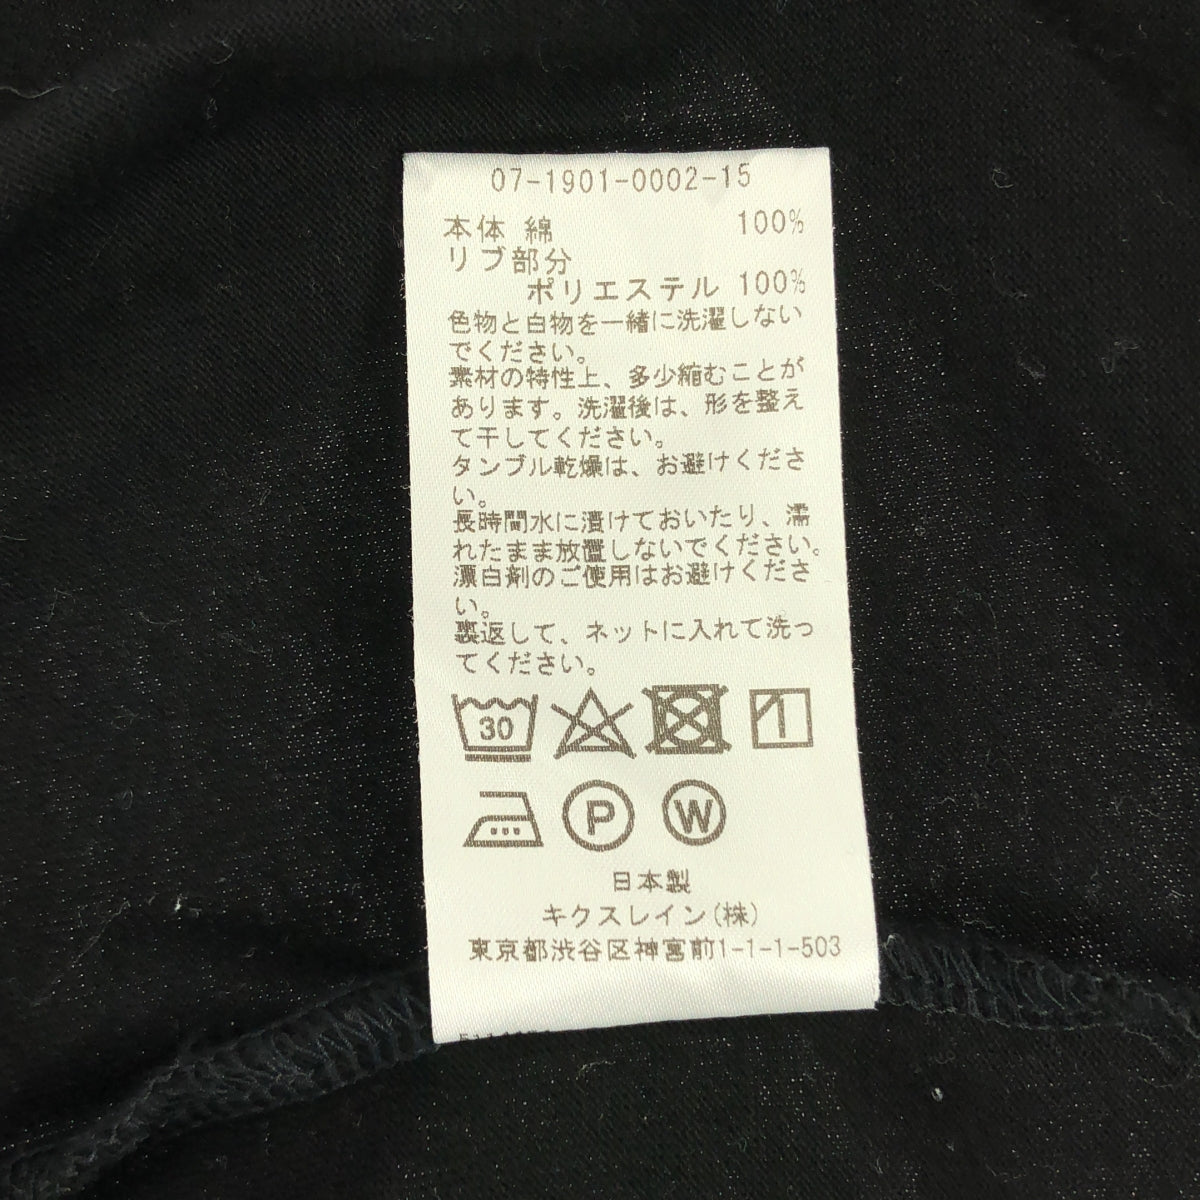 07-1901-0002-15
本体 綿 100%
リブ部分
ポリエステル 100%
色物と白物を一緒に洗濯しない
でください。
素材の特性上、多少縮むことが
あります。洗濯後は、形を整え
て干してください。
タンブル乾燥は、お避けくださ
い。
長時間水に漬けておいたり、濡
れたまま放置しないでください。
漂白剤のご使用はお避けくださ
い。
裏返して、ネットに入れて洗っ
てください。
30
P W
日本製
キクスレイン(株)
東京都渋谷区神宮前1-1-1-503